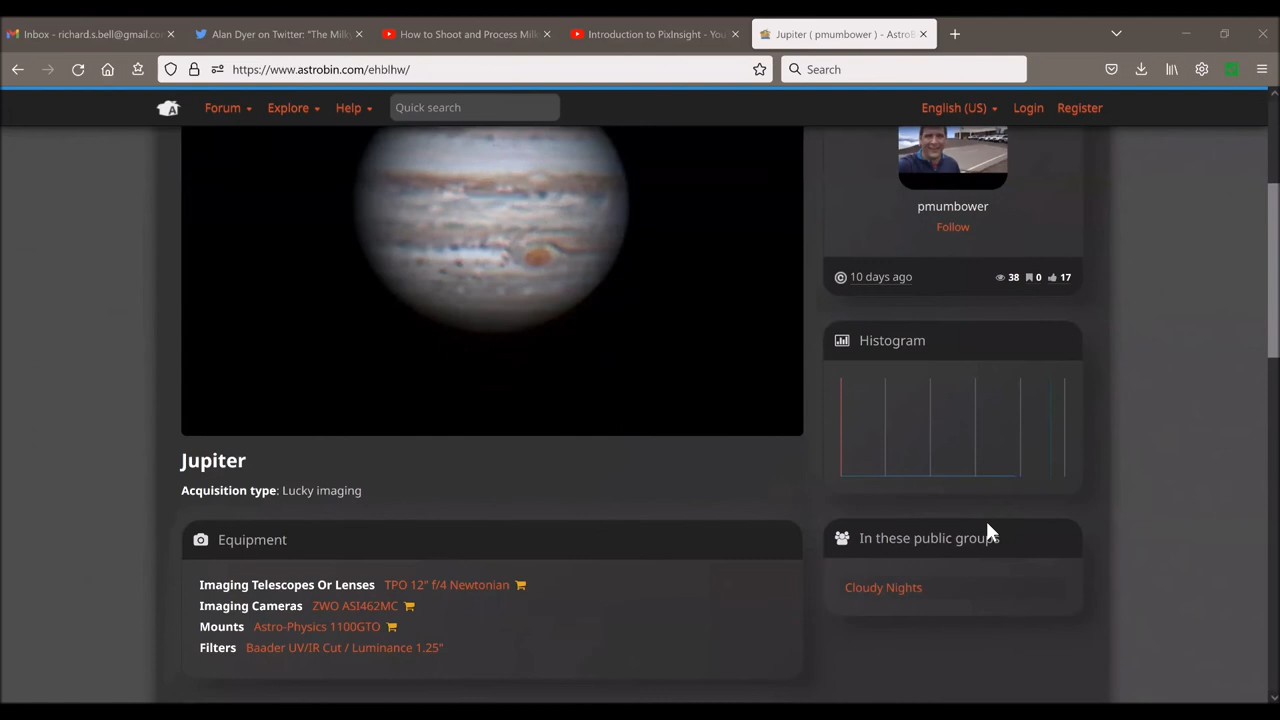 Inbox - richard.s.bell@gmail.co
Alan Dyer on Twitter: "The Milky
How to Shoot and Process Milk
Introduction to PixInsight - You
Jupiter ( pmumbower ) - AstroB
https://www.astrobin.com/ehblhw/
Search
Forum
Explore
Help
Quick search
English (US)
Login
Register
pmumbower
Follow
10 days ago
38
0
17
Histogram
Jupiter
Acquisition type: Lucky imaging
Equipment
In these public groups
Imaging Telescopes Or Lenses TPO 12" f/4 Newtonian
Cloudy Nights
Imaging Cameras ZWO ASI462MC
Mounts Astro-Physics 1100GTO
Filters Baader UV/IR Cut / Luminance 1.25"